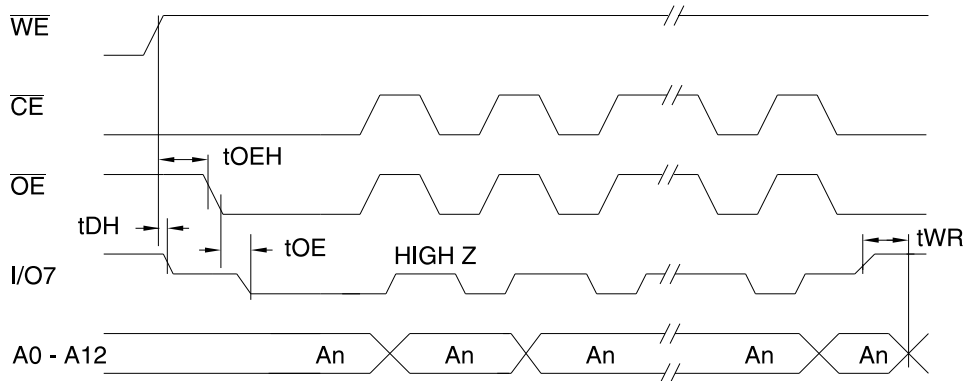 WE
CE
tOEH
OE
tDH
tOE
HIGH Z
tWR
I/O7
A0 - A12
An An An An An